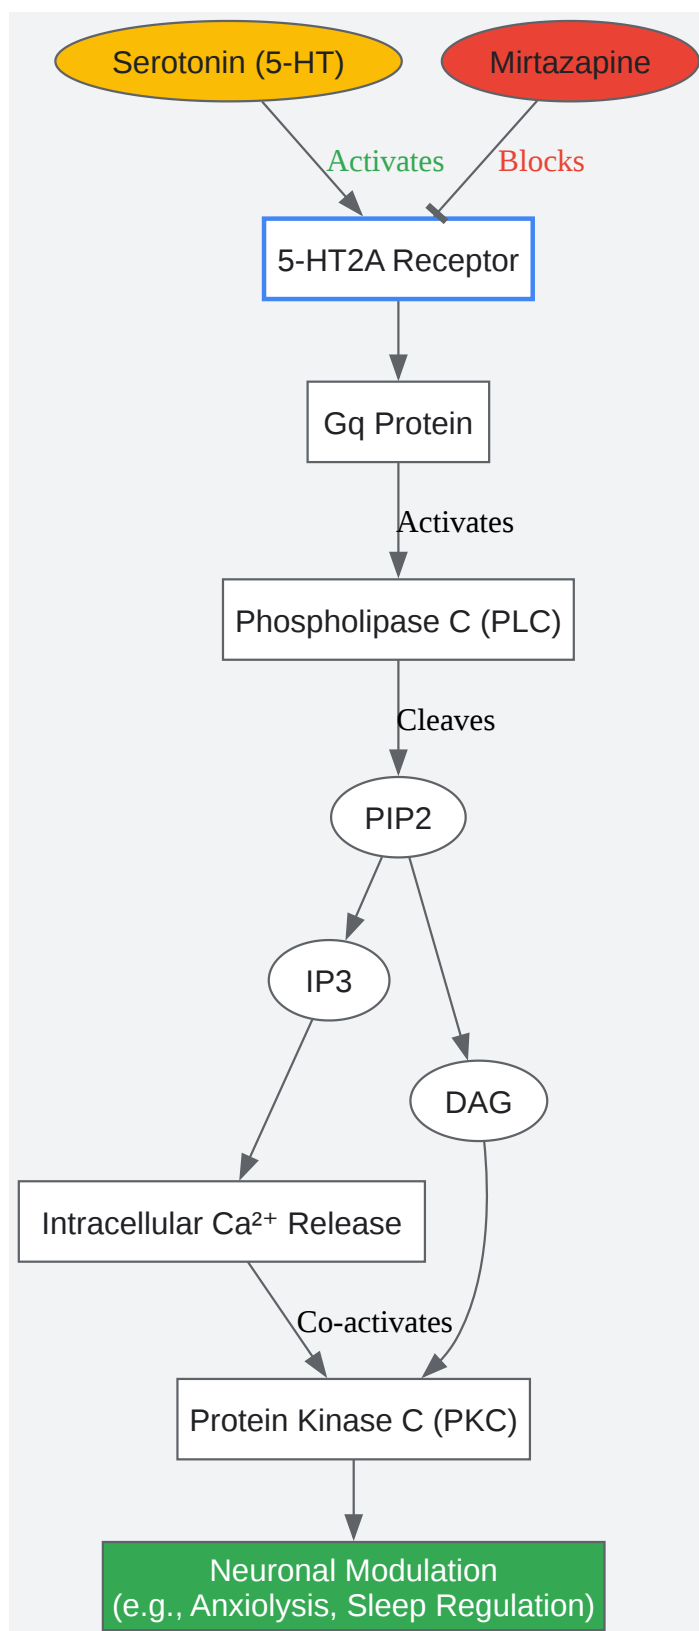 Serotonin (5-HT)
Mirtazapine
Activates
Blocks
5-HT2A Receptor
Gq Protein
Activates
Phospholipase C (PLC)
Cleaves
PIP2
IP3
DAG
Intracellular Ca²⁺ Release
Co-activates
Protein Kinase C (PKC)
Neuronal Modulation
(e.g., Anxiolysis, Sleep Regulation)